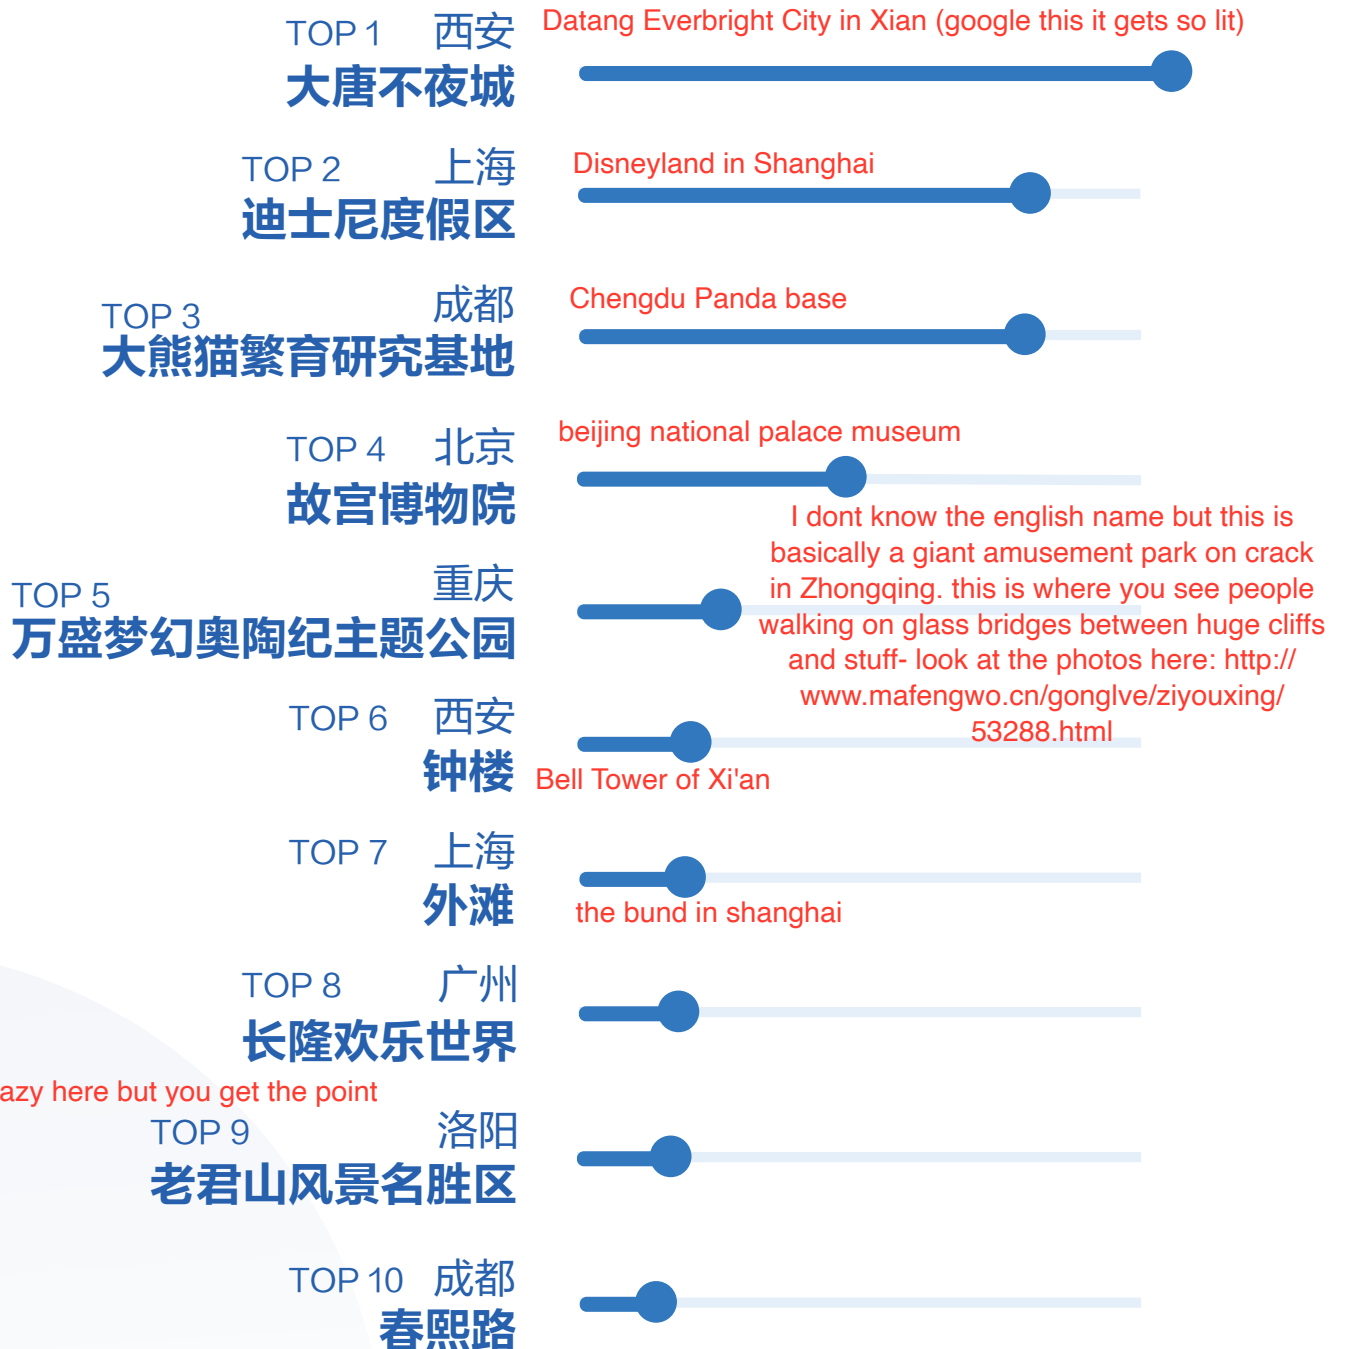 TOP 1 西安 Datang Everbright City in Xian (google this it gets so lit)
大唐不夜城
TOP 2 上海 Disneyland in Shanghai
迪士尼度假区
TOP 3 成都 Chengdu Panda base
大熊猫繁育研究基地
TOP 4 北京 beijing national palace museum
故宫博物院
I dont know the english name but this is
basically a giant amusement park on crack
in Zhongqing. this is where you see people
walking on glass bridges between huge cliffs
and stuff- look at the photos here: http://
www.mafengwo.cn/gonglve/ziyouxing/
53288.html
TOP 5 重庆
万盛梦幻奥陶纪主题公园
TOP 6 西安
钟楼 Bell Tower of Xi'an
TOP 7 上海
外滩 the bund in shanghai
TOP 8 广州
长隆欢乐世界
azy here but you get the point
TOP 9 洛阳
老君山风景名胜区
TOP 10 成都
春熙路